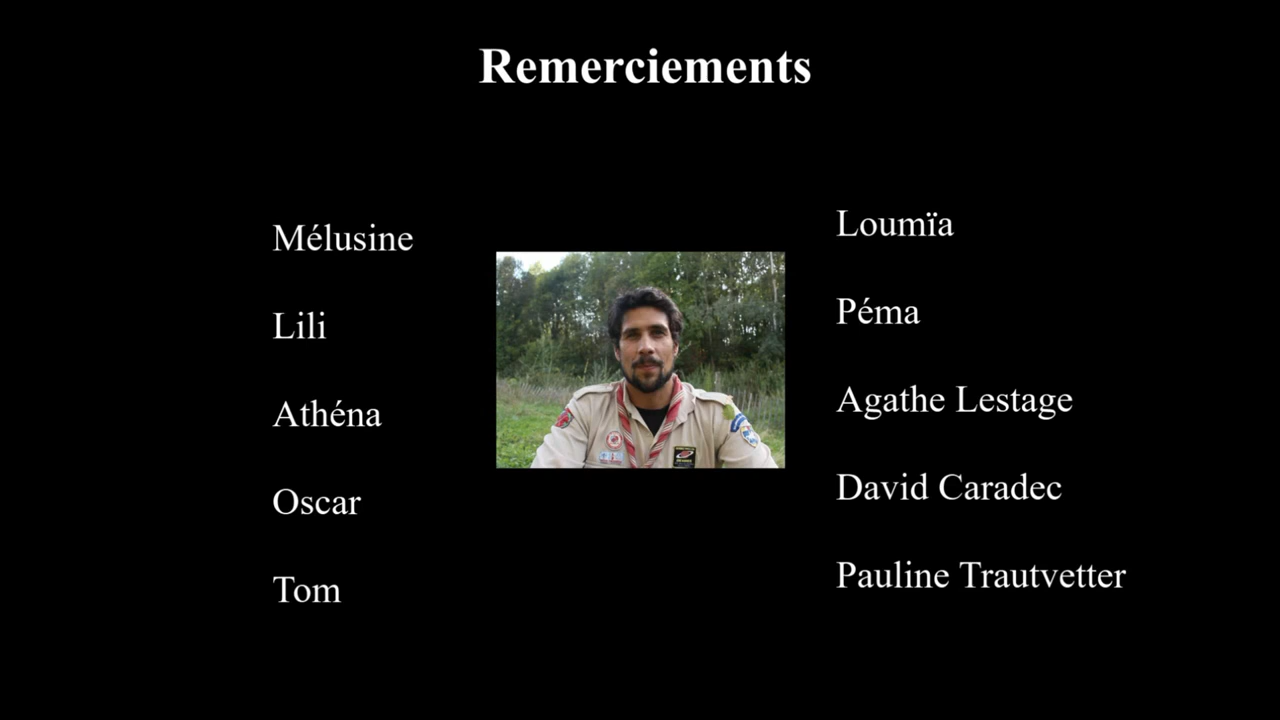 Remerciements
Mélusine
Lili
Athéna
Oscar
Tom
Loumïa
Péma
Agathe Lestage
David Caradec
Pauline Trautvetter